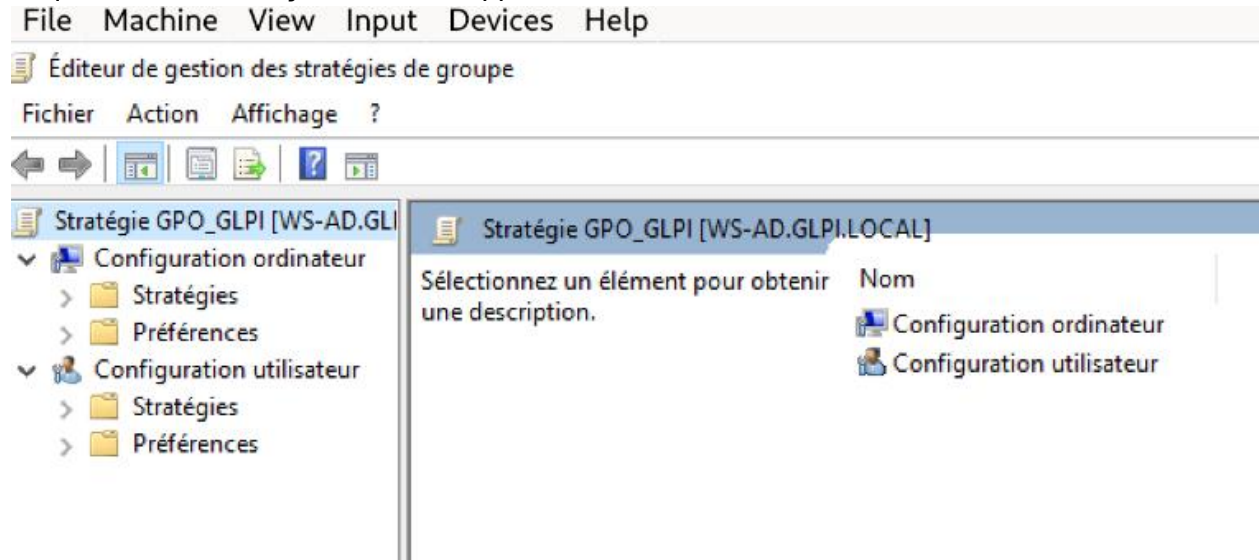 File Machine View Input Devices Help
Éditeur de gestion des stratégies de groupe
Fichier Action Affichage ?
Stratégie GPO_GLPI [WS-AD.GLI
Configuration ordinateur
Stratégies
Préférences
Configuration utilisateur
Stratégies
Préférences
Stratégie GPO_GLPI [WS-AD.GLPI.LOCAL]
Sélectionnez un élément pour obtenir
une description.
Nom
Configuration ordinateur
Configuration utilisateur